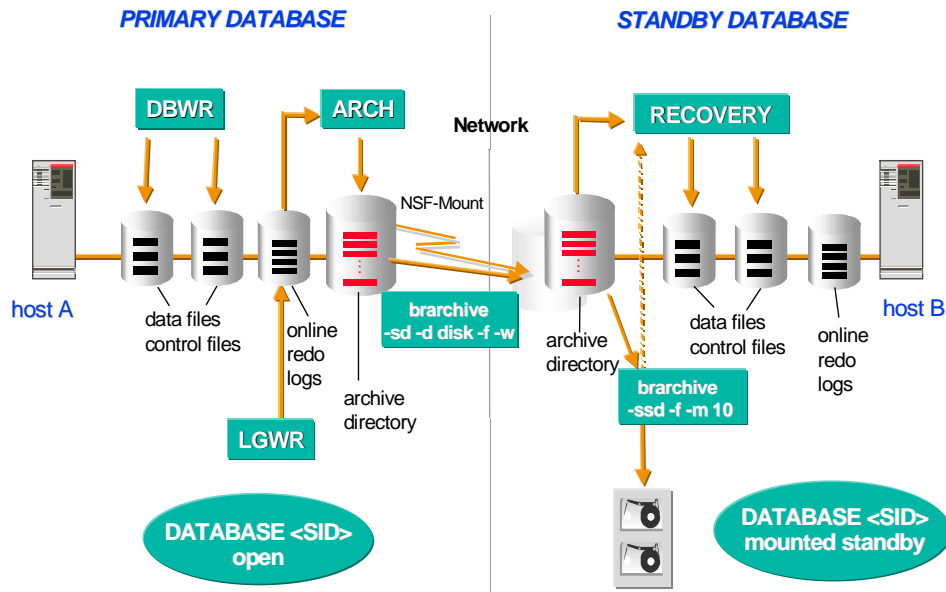 PRIMARY DATABASE
STANDBY DATABASE
DBWR
ARCH
Network
RECOVERY
NSF-Mount
host A
data files
control files
online
redo
logs
archive
directory
brarchive
-sd -d disk -f -w
LGWR
archive
directory
brarchive
-ssd -f -m 10
data files
control files
online
redo
logs
host B
DATABASE <SID>
open
DATABASE <SID>
mounted standby